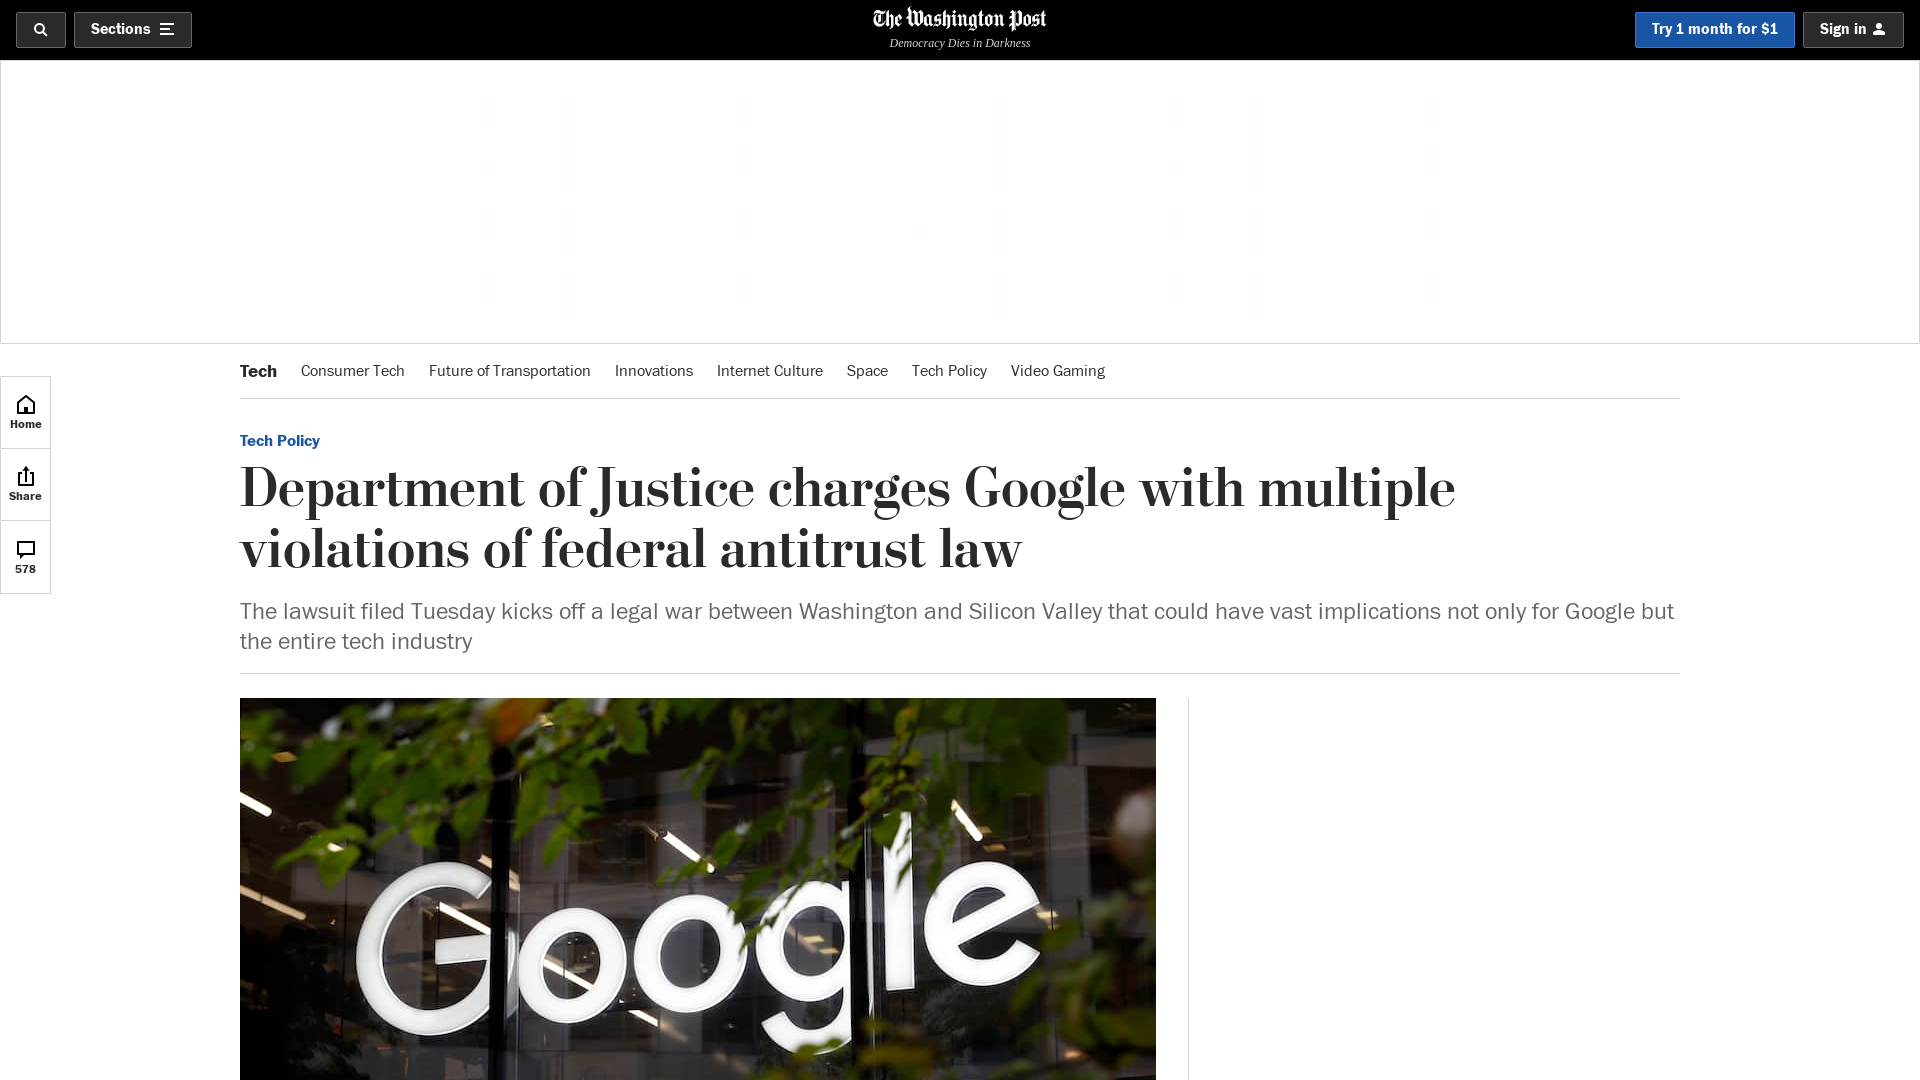 Sections
The Washington Post
Democracy Dies in Darkness
Try 1 month for $1
Sign in
Tech Consumer Tech Future of Transportation Innovations Internet Culture Space Tech Policy Video Gaming
Home
Share
578
Tech Policy
Department of Justice charges Google with multiple
violations of federal antitrust law
The lawsuit filed Tuesday kicks off a legal war between Washington and Silicon Valley that could have vast implications not only for Google but
the entire tech industry
Google